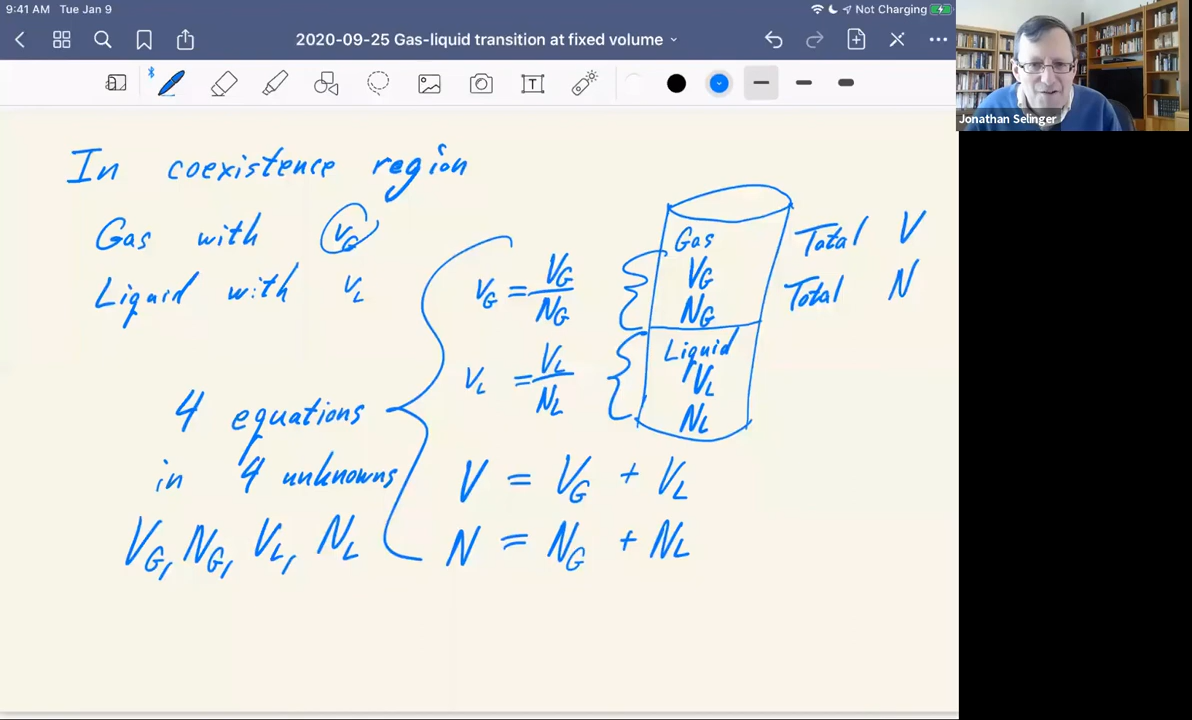 9:41 AM Tue Jan 9
Not Charging
2020-09-25 Gas-liquid transition at fixed volume
T
Jonathan Selinger
In coexistence region
Gas with v_G
Liquid with v_L
v_G = V_G / N_G
v_L = V_L / N_L
Gas
V_G
N_G
Liquid
V_L
N_L
Total V
Total N
4 equations
in 4 unknowns
V_G, N_G, V_L, N_L
V = V_G + V_L
N = N_G + N_L